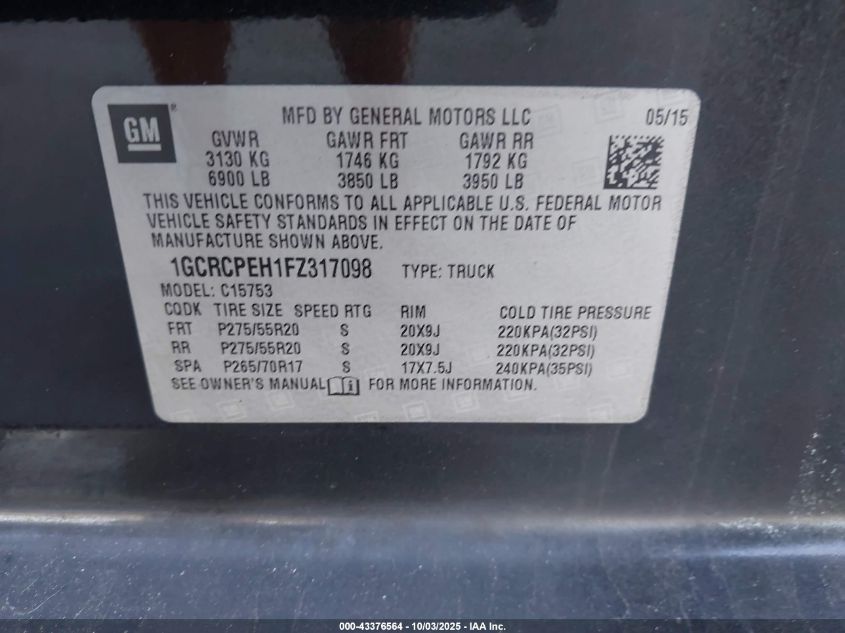 GM ® MFD BY GENERAL MOTORS LLC 05/15
GVWR GAWR FRT GAWR RR
3130 KG 1746 KG 1792 KG
6900 LB 3850 LB 3950 LB
THIS VEHICLE CONFORMS TO ALL APPLICABLE U.S. FEDERAL MOTOR
VEHICLE SAFETY STANDARDS IN EFFECT ON THE DATE OF
MANUFACTURE SHOWN ABOVE.
1GCRCPEH1FZ317098 TYPE: TRUCK
MODEL: C15753
CQDK TIRE SIZE SPEED RTG RIM COLD TIRE PRESSURE
FRT P275/55R20 S 20X9J 220KPA(32PSI)
RR P275/55R20 S 20X9J 220KPA(32PSI)
SPA P265/70R17 S 17X7.5J 240KPA(35PSI)
SEE OWNER'S MANUAL FOR MORE INFORMATION.
000-43376564 - 10/03/2025 - IAA Inc.